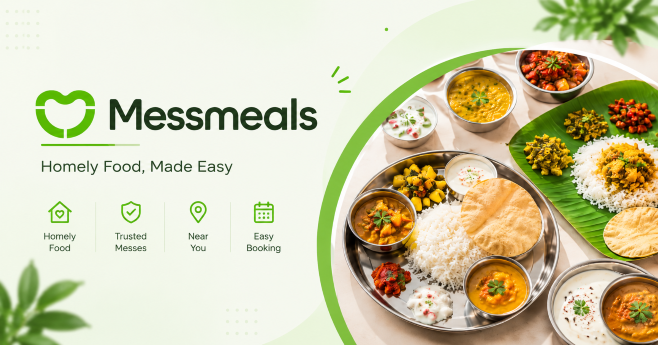 Messmeals
Homely Food, Made Easy
Homely
Food
Trusted
Messes
Near
You
Easy
Booking